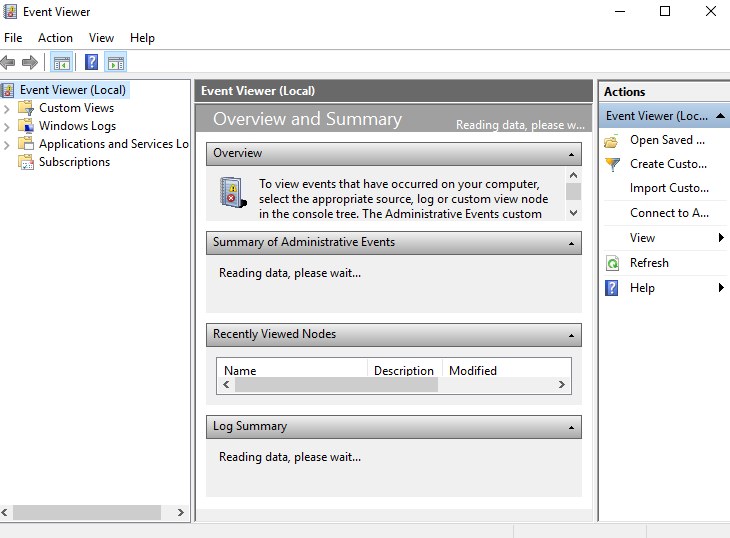 Event Viewer
File Action View Help
Event Viewer (Local)
Custom Views
Windows Logs
Applications and Services Lo
Subscriptions
Event Viewer (Local)
Overview and Summary
Reading data, please w...
Overview
To view events that have occurred on your computer,
select the appropriate source, log or custom view node
in the console tree. The Administrative Events custom
Summary of Administrative Events
Reading data, please wait...
Recently Viewed Nodes
Name Description Modified
Log Summary
Reading data, please wait...
Actions
Event Viewer (Loc...
Open Saved ...
Create Custo...
Import Custo...
Connect to A...
View
Refresh
Help